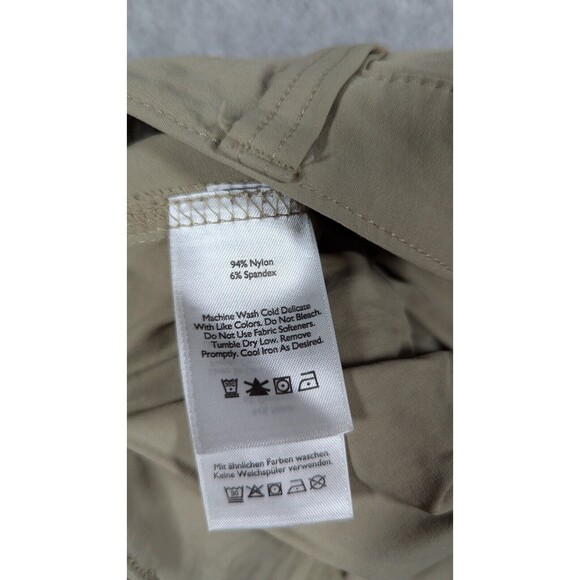 94% Nylon
6% Spandex
Machine Wash Cold Delicate
With Like Colors. Do Not Bleach.
Do Not Use Fabric Softeners.
Tumble Dry Low. Remove
Promptly. Cool Iron As Desired.
Mit ähnlichen Farben waschen
Keine Weichspüler verwenden
30